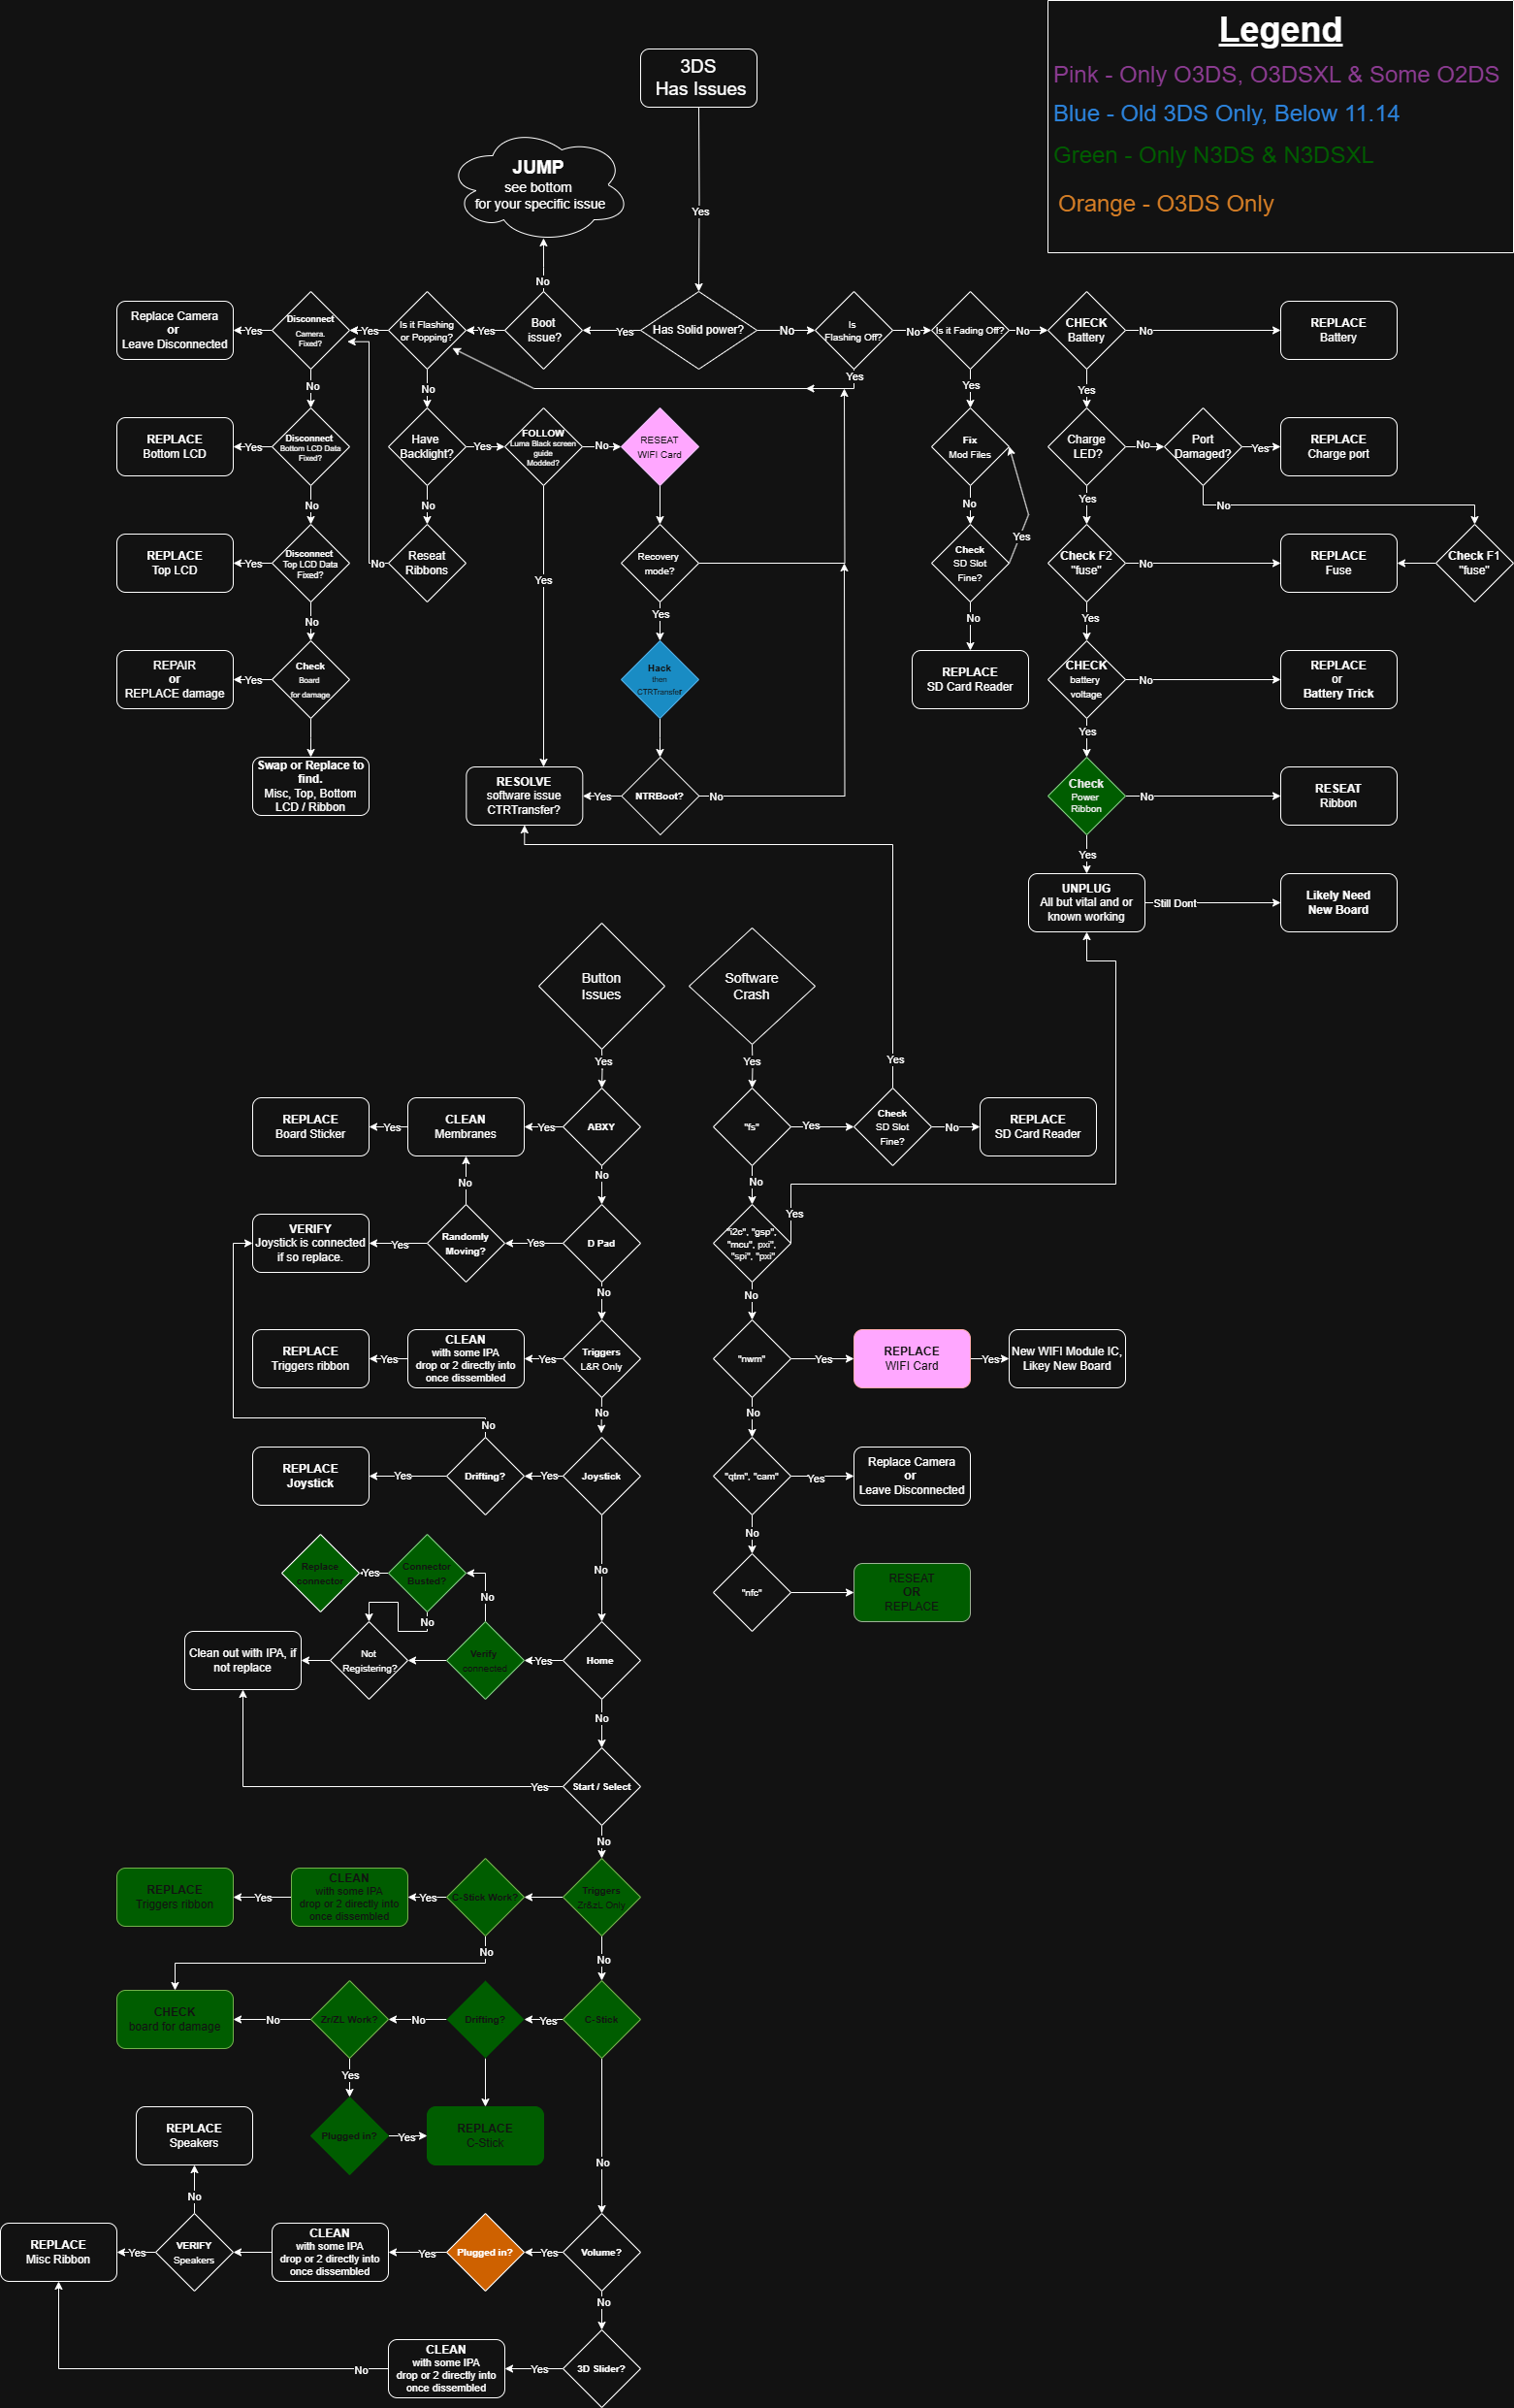 Legend
Pink - Only O3DS, O3DSXL & Some O2DS
Blue - Old 3DS Only, Below 11.14
Green - Only N3DS & N3DSXL
Orange - O3DS Only
3DS
Has Issues
Yes
JUMP
see bottom
for your specific issue
No
Replace Camera
or
Leave Disconnected
Yes
Disconnect
Camera.
Fixed?
Yes
Is it Flashing
or Popping?
Yes
Boot
issue?
Yes
Has Solid power?
No
Is
Flashing Off?
No
Is it Fading Off?
No
CHECK
Battery
No
REPLACE
Battery
No
No
Yes
Yes
Yes
REPLACE
Bottom LCD
Yes
Disconnect
Bottom LCD Data
Fixed?
Have
Backlight?
Yes
FOLLOW
Luma Black screen
guide
Modded?
No
RESEAT
WIFI Card
Fix
Mod Files
Charge
LED?
No
Port
Damaged?
Yes
REPLACE
Charge port
No
No
No
Yes
No
Yes
REPLACE
Top LCD
Yes
Disconnect
Top LCD Data
Fixed?
No
Reseat
Ribbons
Yes
Recovery
mode?
Check
SD Slot
Fine?
Check F2
"fuse"
No
REPLACE
Fuse
Check F1
"fuse"
No
Yes
No
Yes
REPAIR
or
REPLACE damage
Yes
Check
Board
for damage
Hack
then
CTRTransfer
REPLACE
SD Card Reader
CHECK
battery
voltage
No
REPLACE
or
Battery Trick
Yes
Swap or Replace to
find.
Misc, Top, Bottom
LCD / Ribbon
RESOLVE
software issue
CTRTransfer?
Yes
NTRBoot?
No
Check
Power
Ribbon
No
RESEAT
Ribbon
Yes
UNPLUG
All but vital and or
known working
Still Dont
Likely Need
New Board
Button
Issues
Software
Crash
Yes
Yes
Yes
REPLACE
Board Sticker
Yes
CLEAN
Membranes
Yes
ABXY
"fs"
Yes
Check
SD Slot
Fine?
No
REPLACE
SD Card Reader
No
No
No
VERIFY
Joystick is connected
if so replace.
Yes
Randomly
Moving?
Yes
D Pad
"i2c", "gsp",
"mcu", pxi",
"spi", "pxi"
Yes
No
No
REPLACE
Triggers ribbon
Yes
CLEAN
with some IPA
drop or 2 directly into
once dissembled
Yes
Triggers
L&R Only
"nwm"
Yes
REPLACE
WIFI Card
Yes
New WIFI Module IC,
Likey New Board
No
No
No
REPLACE
Joystick
Yes
Drifting?
Yes
Joystick
"qtm", "cam"
Yes
Replace Camera
or
Leave Disconnected
No
No
Replace
connector
Yes
Connector
Busted?
No
No
"nfc"
RESEAT
OR
REPLACE
Clean out with IPA, if
not replace
Not
Registering?
Verify
connected
Yes
Home
No
Yes
Start / Select
No
REPLACE
Triggers ribbon
Yes
CLEAN
with some IPA
drop or 2 directly into
once dissembled
Yes
C-Stick Work?
Triggers
Zr&zL Only
No
No
CHECK
board for damage
No
Zr/ZL Work?
No
Drifting?
Yes
C-Stick
Yes
Plugged in?
Yes
REPLACE
C-Stick
REPLACE
Speakers
No
No
REPLACE
Misc Ribbon
Yes
VERIFY
Speakers
CLEAN
with some IPA
drop or 2 directly into
once dissembled
Yes
Plugged in?
Yes
Volume?
No
No
CLEAN
with some IPA
drop or 2 directly into
once dissembled
Yes
3D Slider?